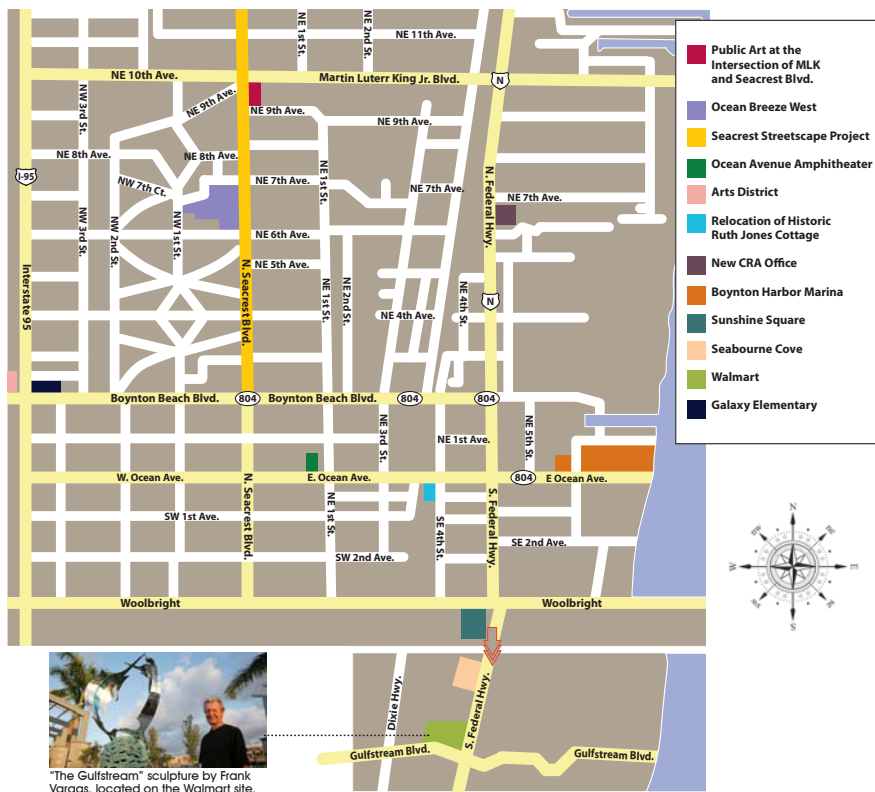 NE 1st St.
NE 2nd St.
NE 11th Ave.
NE 10th Ave.
Martin Luterr King Jr. Blvd.
N
NW 3rd St.
NE 9th Ave.
NE 9th Ave.
NE 9th Ave.
NE 8th Ave.
NE 8th Ave.
I-95
NW 7th Ct.
NE 7th Ave.
NE 1st St.
NE 7th Ave.
N. Federal Hwy.
NE 7th Ave.
NW 3rd St.
NW 2nd St.
NW 1st St.
NE 6th Ave.
NE 5th Ave.
Interstate 95
N. Seacrest Blvd.
NE 1st St.
NE 2nd St.
NE 4th Ave.
NE 4th St.
N
Boynton Beach Blvd.
804
Boynton Beach Blvd.
804
804
NE 3rd St.
NE 1st Ave.
NE 5th St.
W. Ocean Ave.
N. Seacrest Blvd.
E. Ocean Ave.
804
E Ocean Ave.
NE 1st St.
SW 1st Ave.
SE 4th St.
S. Federal Hwy.
SW 2nd Ave.
SE 2nd Ave.
Woolbright
Woolbright
Dixie Hwy.
S. Federal Hwy.
Gulfstream Blvd.
Gulfstream Blvd.
"The Gulfstream" sculpture by Frank
Vargas, located on the Walmart site.
Public Art at the
Intersection of MLK
and Seacrest Blvd.
Ocean Breeze West
Seacrest Streetscape Project
Ocean Avenue Amphitheater
Arts District
Relocation of Historic
Ruth Jones Cottage
New CRA Office
Boynton Harbor Marina
Sunshine Square
Seabourne Cove
Walmart
Galaxy Elementary
N
ne
E
se
S
sw
W
nw